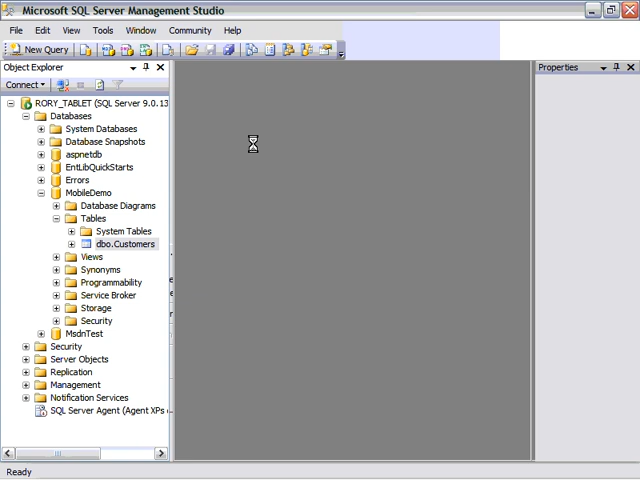 Microsoft SQL Server Management Studio
File Edit View Tools Window Community Help
New Query
Object Explorer
Properties
Connect
RORY_TABLET (SQL Server 9.0.13
Databases
System Databases
Database Snapshots
aspnetdb
EntLibQuickStarts
Errors
MobileDemo
Database Diagrams
Tables
System Tables
dbo.Customers
Views
Synonyms
Programmability
Service Broker
Storage
Security
MsdnTest
Security
Server Objects
Replication
Management
Notification Services
SQL Server Agent (Agent XPs
Ready